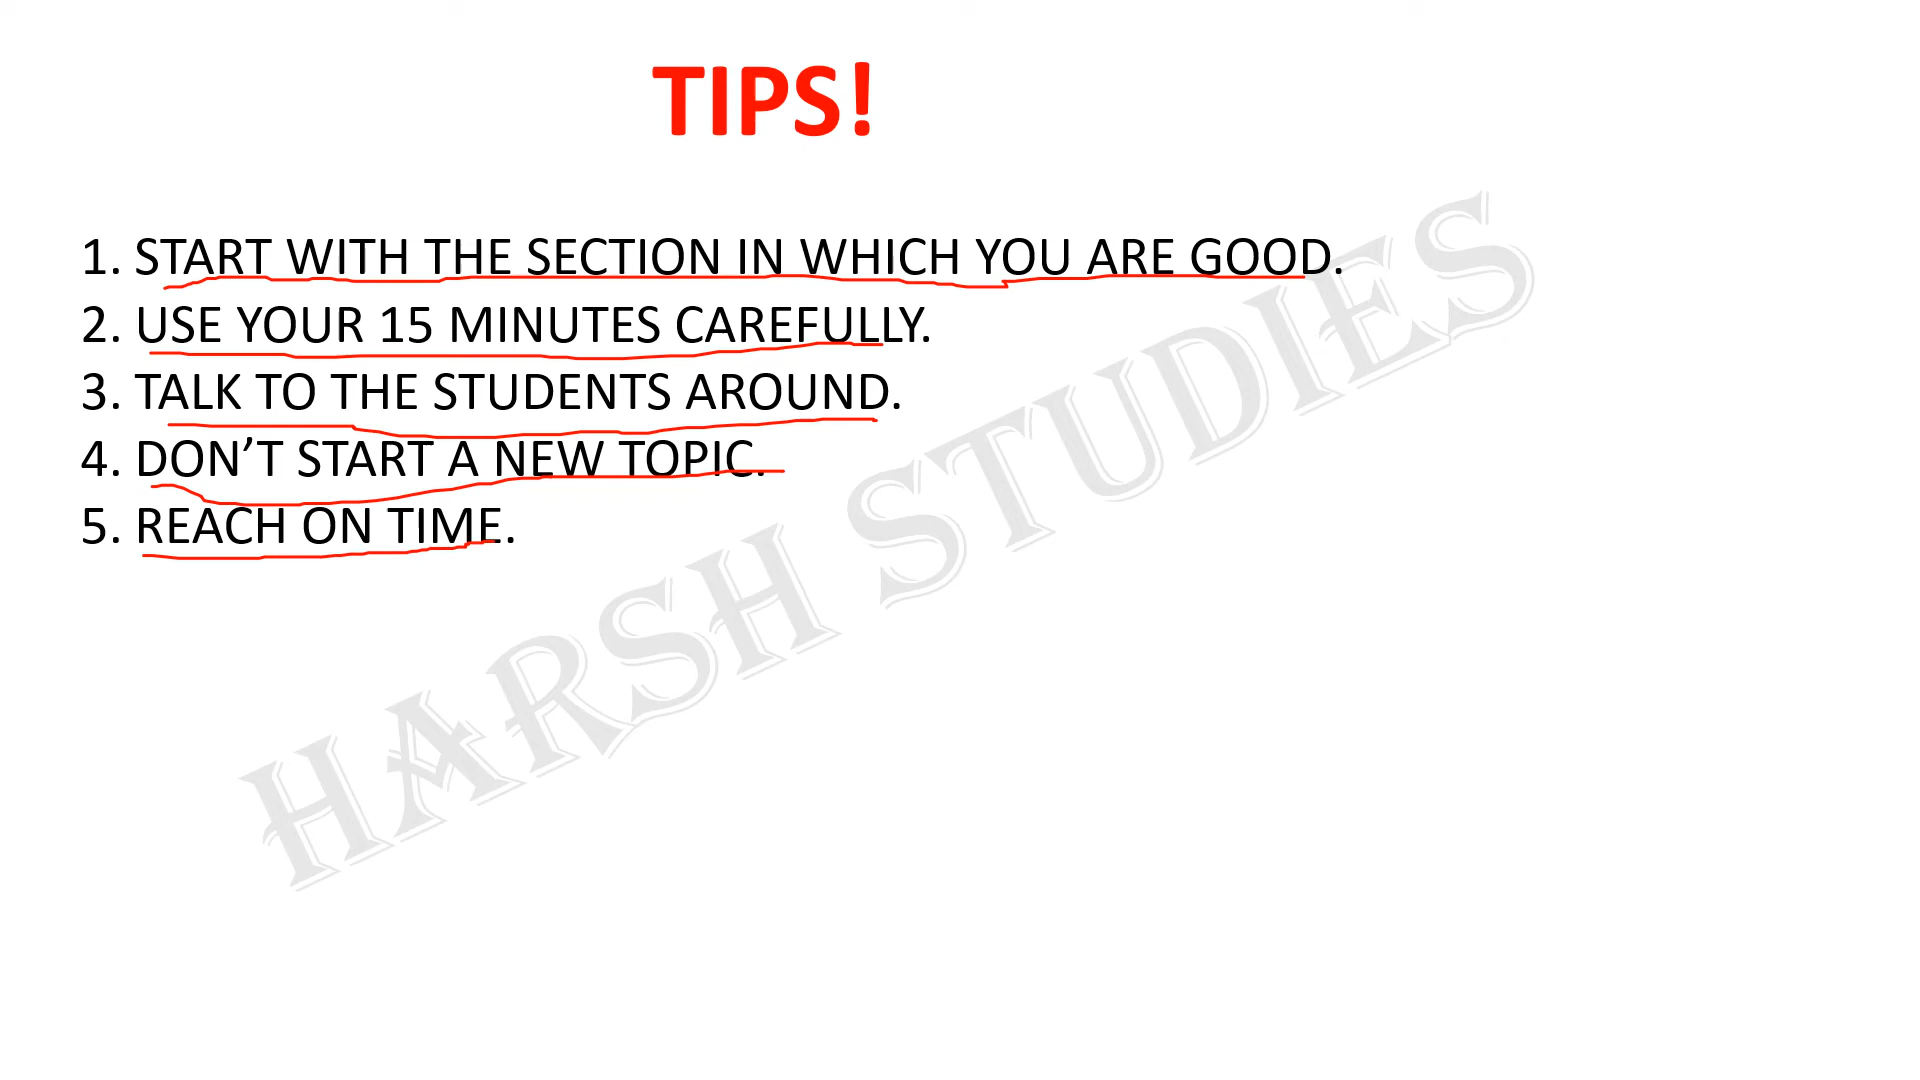 TIPS!
1. START WITH THE SECTION IN WHICH YOU ARE GOOD.
2. USE YOUR 15 MINUTES CAREFULLY.
3. TALK TO THE STUDENTS AROUND.
4. DON’T START A NEW TOPIC.
5. REACH ON TIME.
HARSH STUDIES